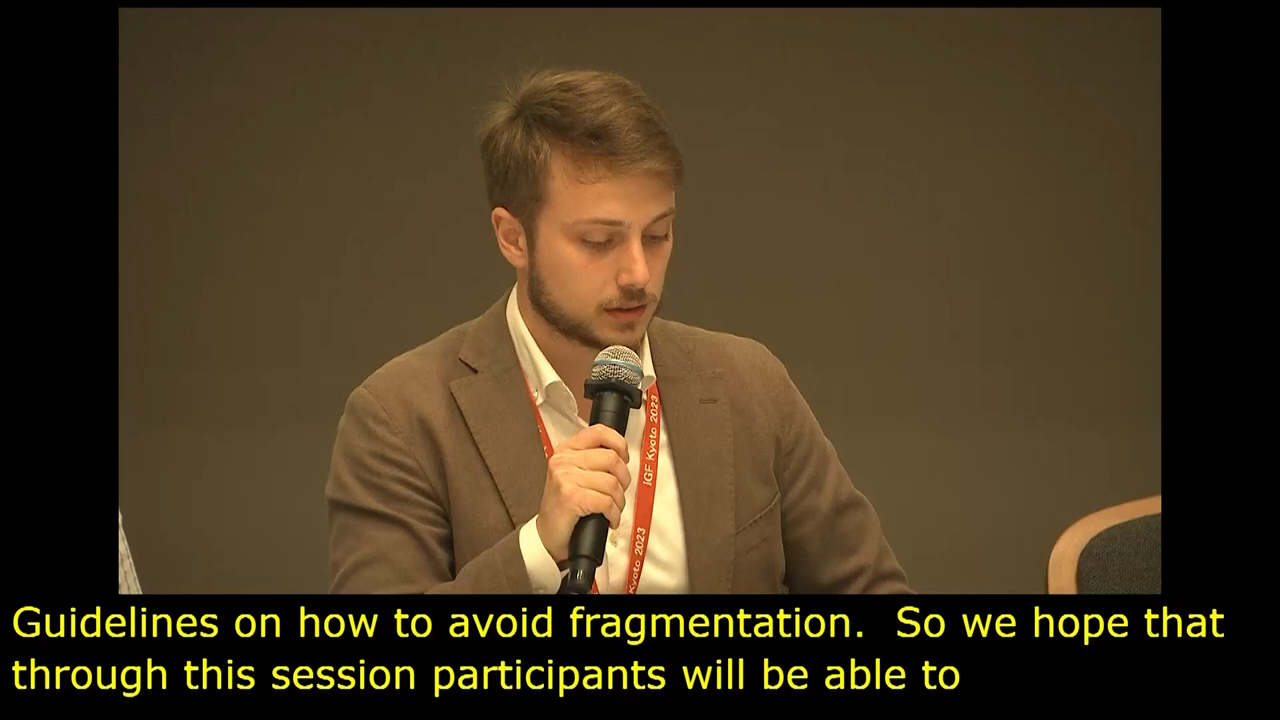 IGF Kyoto 2023
Kyoto 2023
Guidelines on how to avoid fragmentation.  So we hope that
through this session participants will be able to